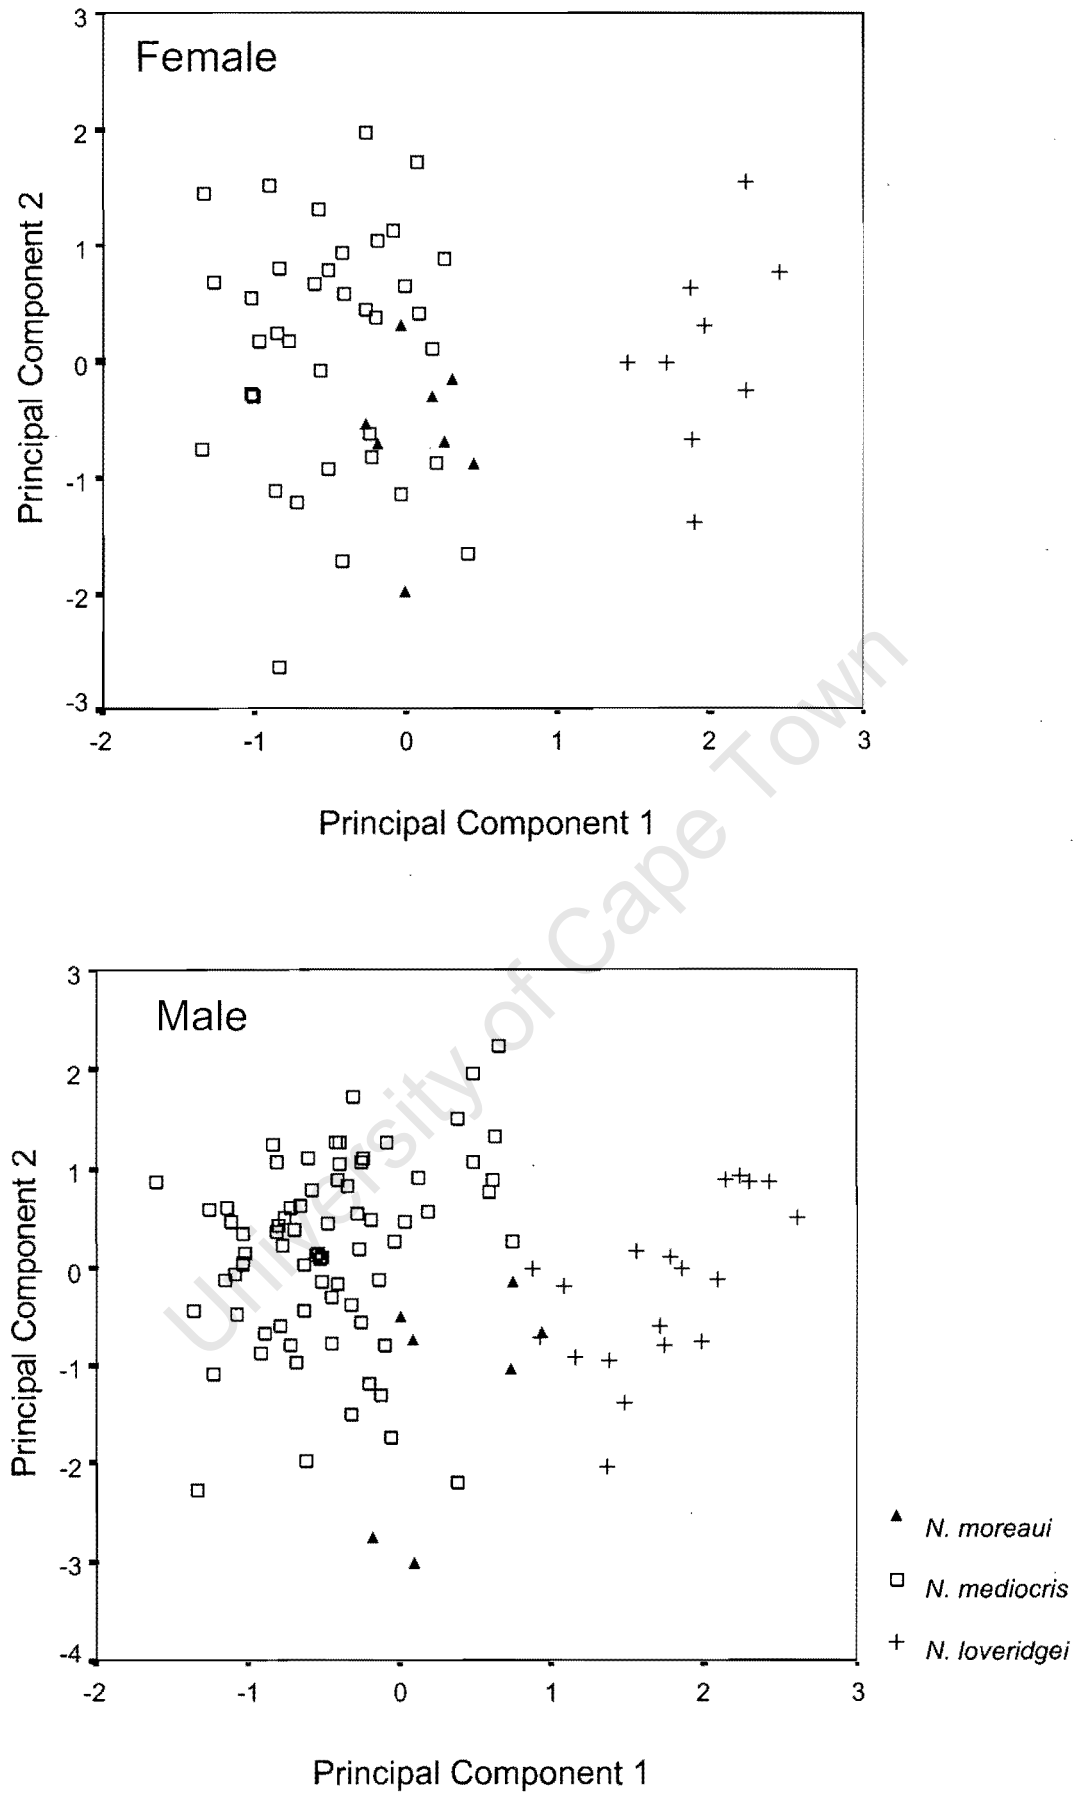 Female
3
2
1
0
-1
-2
-3
Principal Component 2
-2 -1 0 1 2 3
Principal Component 1
University of Cape Town
Male
3
2
1
0
-1
-2
-3
-4
Principal Component 2
-2 -1 0 1 2 3
Principal Component 1
N. moreaui
N. mediocris
N. loveridgei